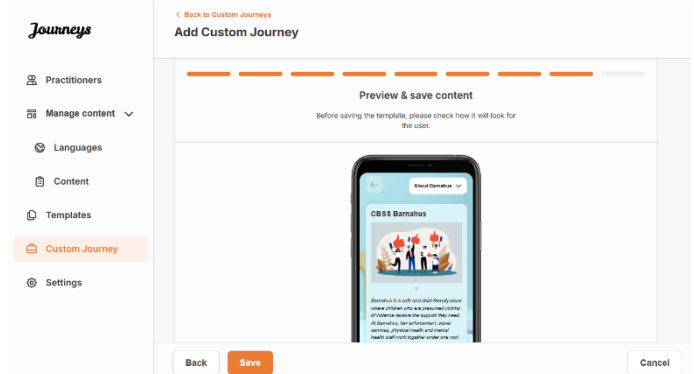 Journeys
Practitioners
Manage content
Languages
Content
Templates
Custom Journey
Settings
< Back to Custom Journeys
Add Custom Journey
Preview & save content
Before saving the template, please check how it will look for
the user.
About Barnahus
CBSS Barnahus
Barnahus is a safe and child-friendly place
where children who are presumed victims
of violence receive the support they need.
At Barnahus, law enforcement, social
services, physical health and mental
health staff work together under one roof.
Back
Save
Cancel